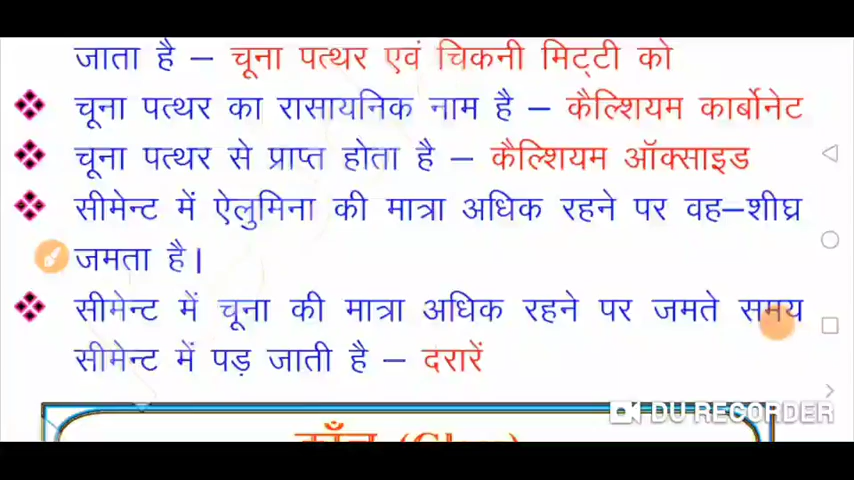 जाता है – चूना पत्थर एवं चिकनी मिट्टी को
चूना पत्थर का रासायनिक नाम है – कैल्शियम कार्बोनेट
चूना पत्थर से प्राप्त होता है – कैल्शियम ऑक्साइड
सीमेन्ट में ऐलुमिना की मात्रा अधिक रहने पर वह–शीघ्र
जमता है।
सीमेन्ट में चूना की मात्रा अधिक रहने पर जमते समय
सीमेन्ट में पड़ जाती है – दरारें
DU RECORDER